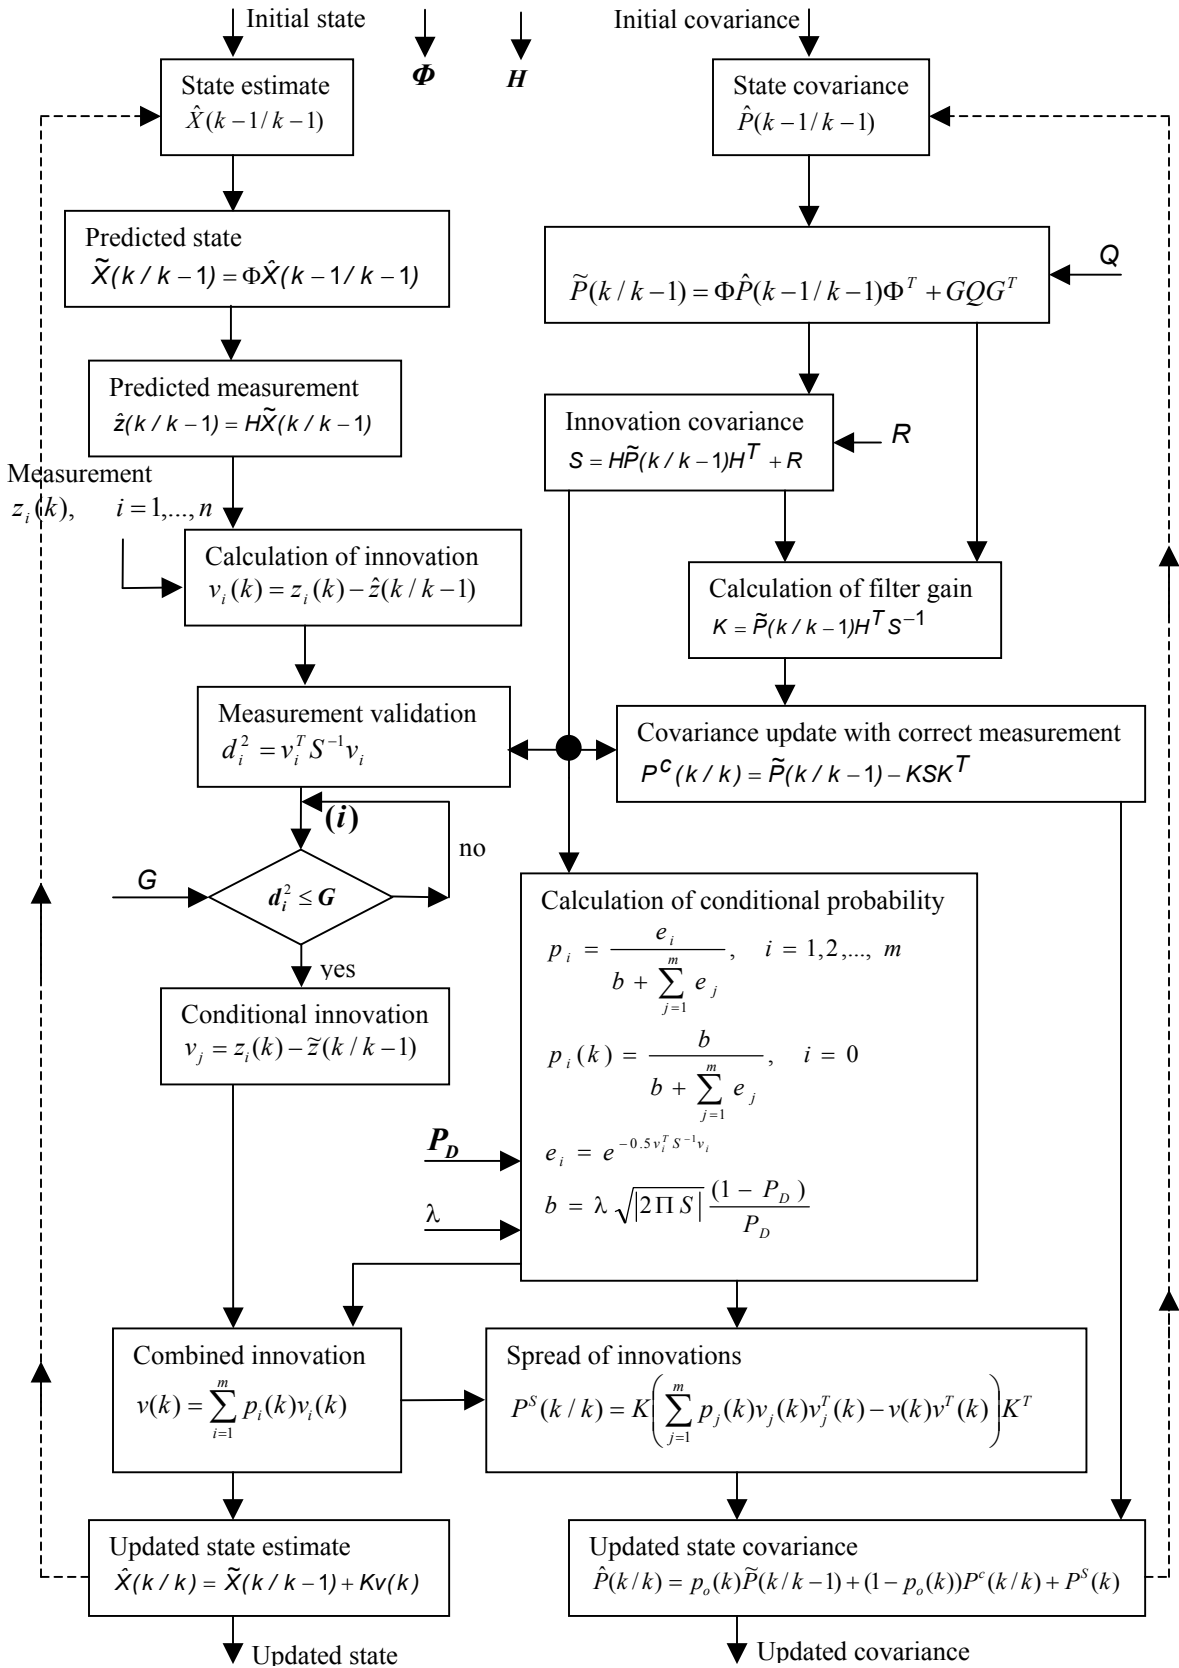 Initial state
Φ
H
Initial covariance
State estimate
X̂(k−1/k−1)
State covariance
P̂(k−1/k−1)
Predicted state
X̃(k/k−1) = ΦX̂(k−1/k−1)
Q
P̃(k/k−1) = ΦP̂(k−1/k−1)Φ^T + GQG^T
Predicted measurement
ẑ(k/k−1) = HX̃(k/k−1)
Innovation covariance
S = HP̃(k/k−1)H^T + R
R
Measurement
z_i(k), i = 1,..., n
Calculation of innovation
v_i(k) = z_i(k) − ẑ(k/k−1)
Calculation of filter gain
K = P̃(k/k−1)H^T S^−1
Measurement validation
d_i^2 = v_i^T S^−1 v_i
Covariance update with correct measurement
P^c(k/k) = P̃(k/k−1) − KSK^T
(i)
no
G
d_i^2 ≤ G
yes
Calculation of conditional probability
p_i = e_i / (b + ∑_{j=1}^{m} e_j), i = 1,2,..., m
p_i(k) = b / (b + ∑_{j=1}^{m} e_j), i = 0
e_i = e^{−0.5 v_i^T S^−1 v_i}
b = λ √|2ΠS| (1 − P_D) / P_D
Conditional innovation
v_j = z_i(k) − z̃(k/k−1)
P_D
λ
Combined innovation
v(k) = ∑_{i=1}^{m} p_i(k)v_i(k)
Spread of innovations
P^S(k/k) = K(∑_{j=1}^{m} p_j(k)v_j(k)v_j^T(k) − v(k)v^T(k))K^T
Updated state estimate
X̂(k/k) = X̃(k/k−1) + Kv(k)
Updated state covariance
P̂(k/k) = p_o(k)P̃(k/k−1) + (1−p_o(k))P^c(k/k) + P^S(k)
Updated state
Updated covariance